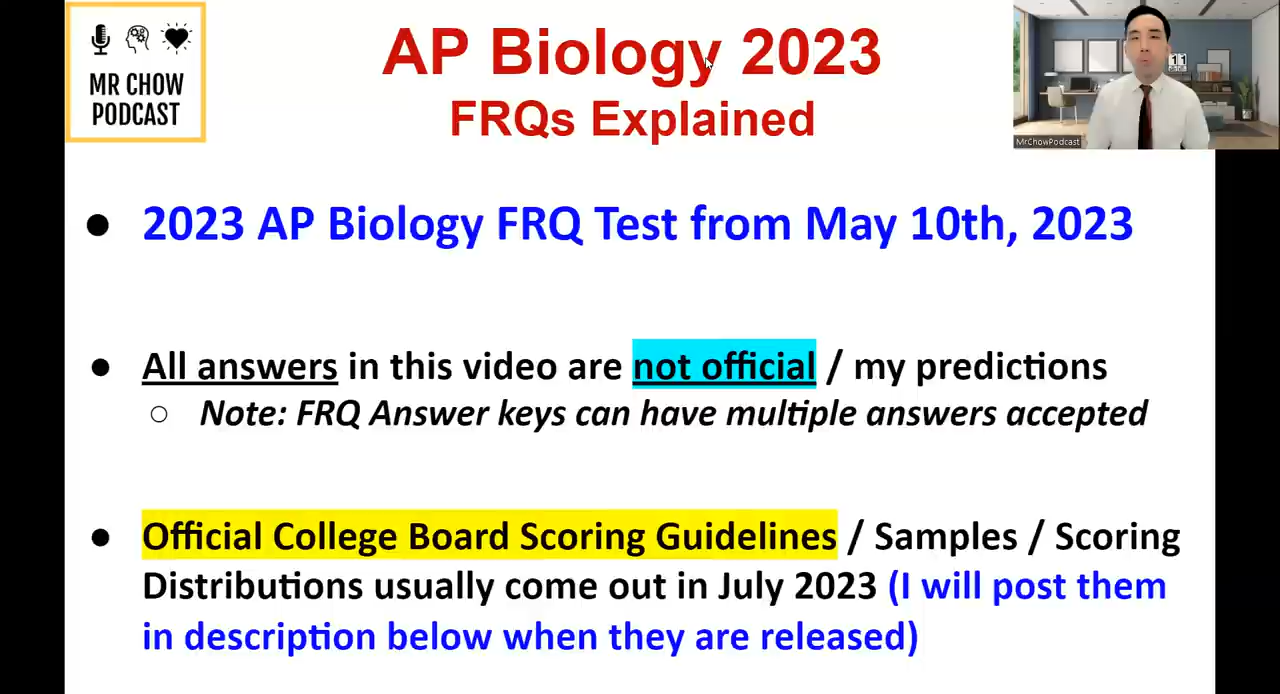 MR CHOW
PODCAST
AP Biology 2023
FRQs Explained
11
MrChowPodcast
● 2023 AP Biology FRQ Test from May 10th, 2023
● All answers in this video are not official / my predictions
○ Note: FRQ Answer keys can have multiple answers accepted
● Official College Board Scoring Guidelines / Samples / Scoring
Distributions usually come out in July 2023 (I will post them
in description below when they are released)